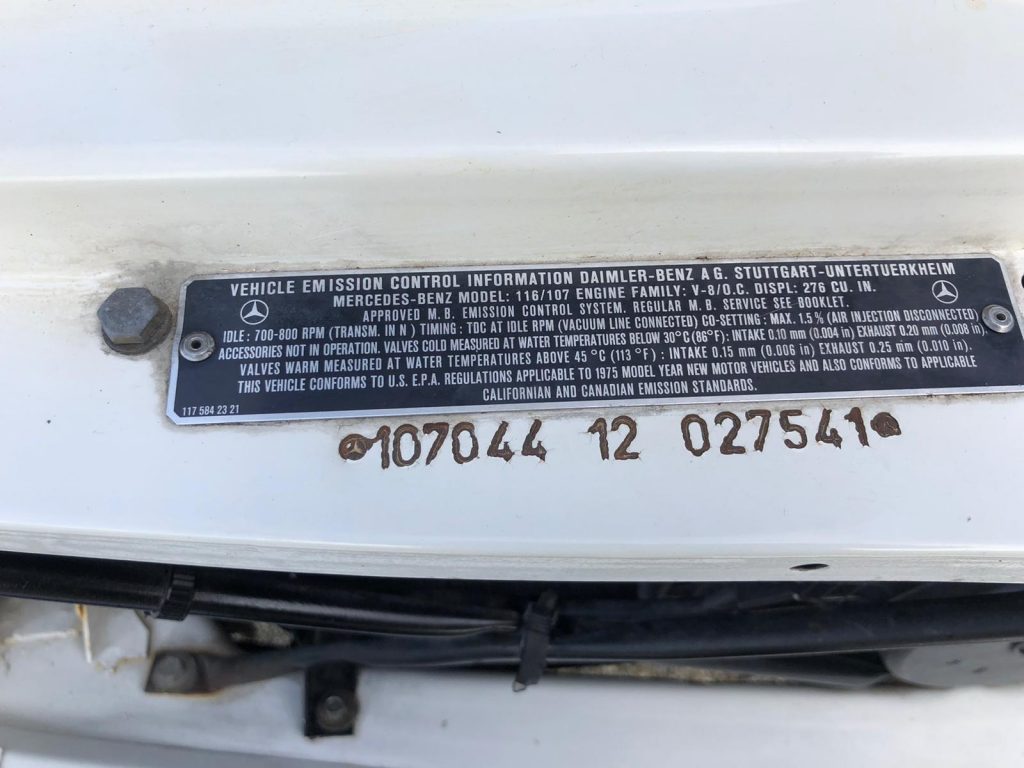 VEHICLE EMISSION CONTROL INFORMATION DAIMLER-BENZ A G. STUTTGART-UNTERTUERKHEIM
MERCEDES-BENZ MODEL: 116/107 ENGINE FAMILY: V-8/O.C. DISPL: 276 CU. IN.
APPROVED M.B. EMISSION CONTROL SYSTEM. REGULAR M.B. SERVICE SEE BOOKLET.
IDLE: 700-800 RPM (TRANSM. IN N) TIMING: TDC AT IDLE RPM (VACUUM LINE CONNECTED) CO-SETTING: MAX. 1.5% (AIR INJECTION DISCONNECTED)
ACCESSORIES NOT IN OPERATION. VALVES COLD MEASURED AT WATER TEMPERATURES BELOW 30°C (86°F): INTAKE 0.10 mm (0.004 in) EXHAUST 0.20 mm (0.008 in)
VALVES WARM MEASURED AT WATER TEMPERATURES ABOVE 45°C (113°F): INTAKE 0.15 mm (0.006 in) EXHAUST 0.25 mm (0.010 in).
THIS VEHICLE CONFORMS TO U.S. E.P.A. REGULATIONS APPLICABLE TO 1975 MODEL YEAR NEW MOTOR VEHICLES AND ALSO CONFORMS TO APPLICABLE
CALIFORNIAN AND CANADIAN EMISSION STANDARDS.
117 584 23 21
107044 12 027541